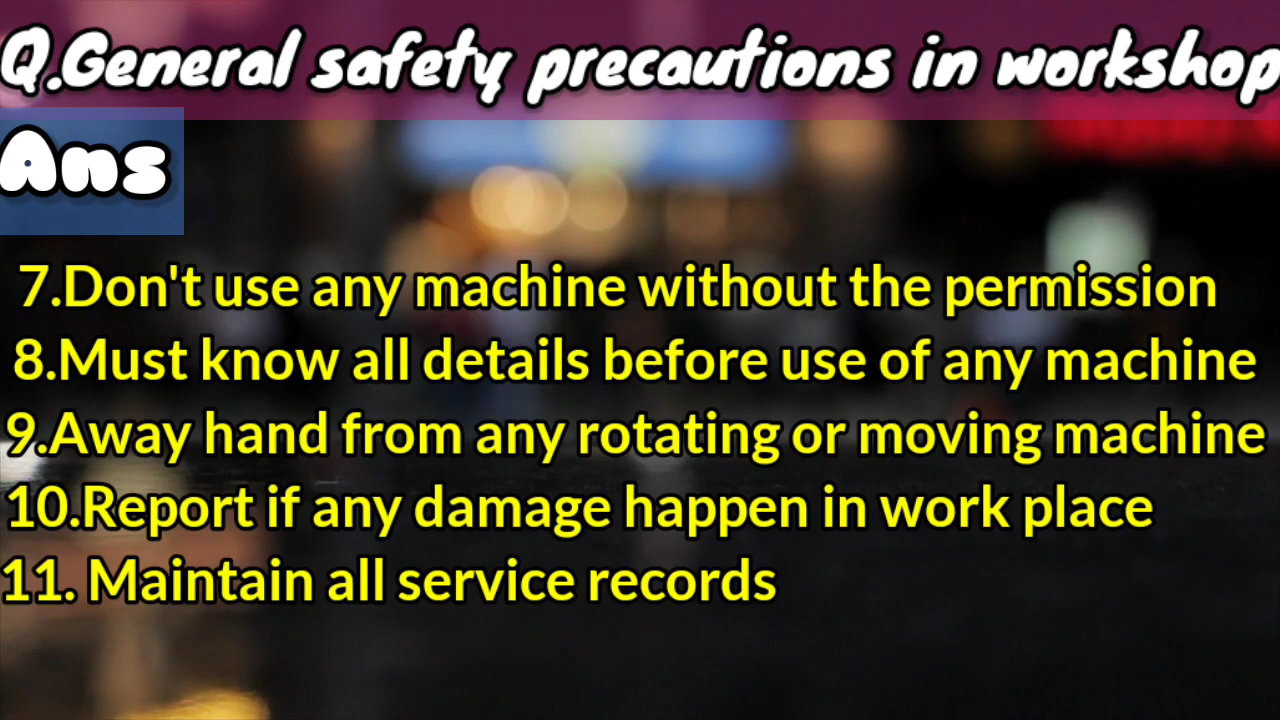 Q.General safety precautions in workshop
Ans
7.Don't use any machine without the permission
8.Must know all details before use of any machine
9.Away hand from any rotating or moving machine
10.Report if any damage happen in work place
11. Maintain all service records